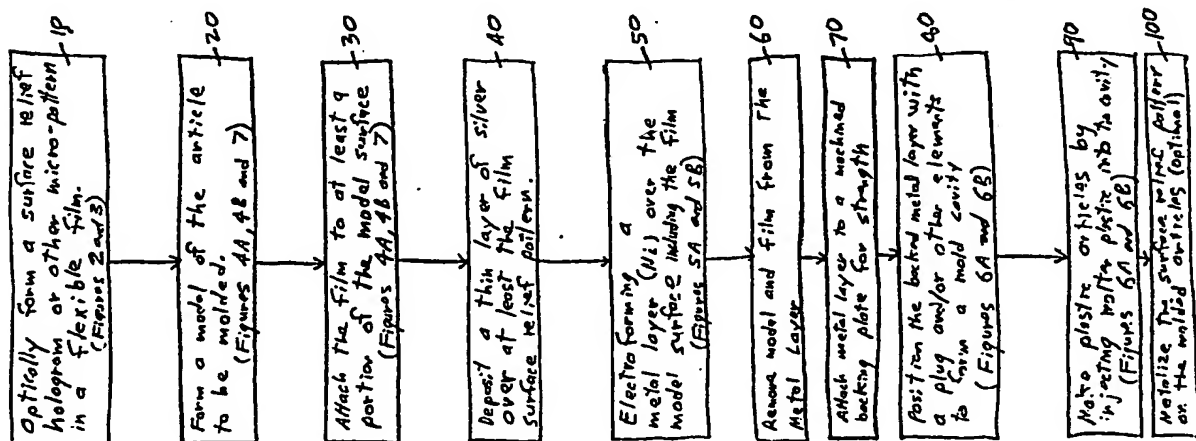 Optically form a surface relief
hologram or other micro-pattern
in a flexible film.
(Figures 2 and 3)
10
Form a model of the article
to be molded.
(Figures 4A, 4B and 7)
20
Attach the film to at least a
portion of the model surface
(Figures 4A, 4B and 7)
30
Deposit a thin layer of silver
over at least the film
surface relief pattern.
40
Electroforming a
metal layer (Ni) over the
model surface including the film
(Figures 5A and 5B)
50
Remove model and film from the
Metal Layer
60
Attach metal layer to a machined
backing plate for strength
70
Position the backed metal layer with
a plug and/or other elements
to form a mold cavity
(Figures 6A and 6B)
80
Make plastic articles by
injecting molten plastic into the cavity
(Figures 6A and 6B)
90
Metalize the surface relief pattern
on the molded articles (optional)
100